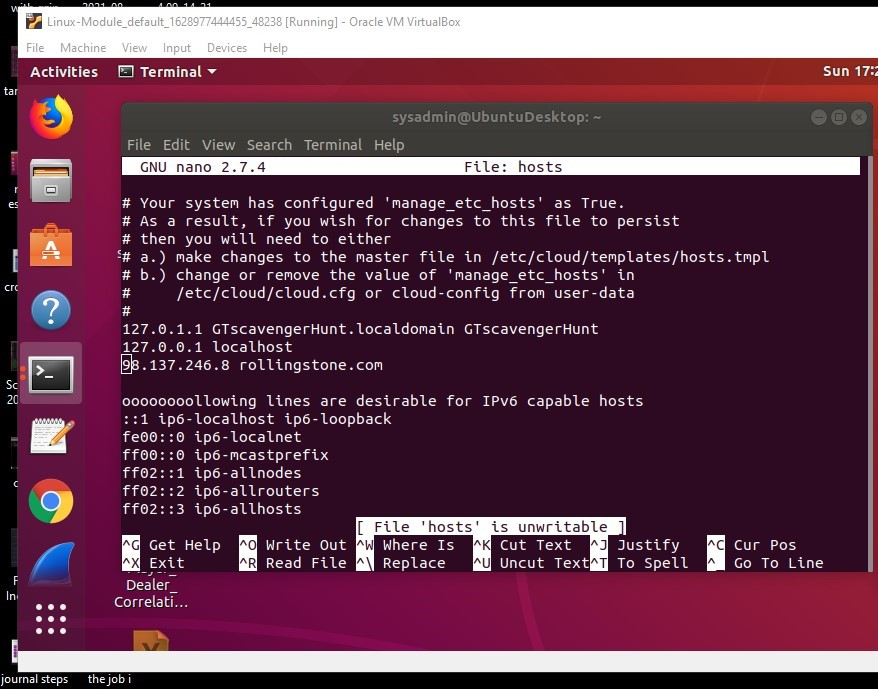 Linux-Module_default_1628977444455_48238 [Running] - Oracle VM VirtualBox
File Machine View Input Devices Help
Activities Terminal Sun 17:2
sysadmin@UbuntuDesktop: ~
File Edit View Search Terminal Help
GNU nano 2.7.4 File: hosts
# Your system has configured 'manage_etc_hosts' as True.
# As a result, if you wish for changes to this file to persist
# then you will need to either
# a.) make changes to the master file in /etc/cloud/templates/hosts.tmpl
# b.) change or remove the value of 'manage_etc_hosts' in
# /etc/cloud/cloud.cfg or cloud-config from user-data
#
127.0.1.1 GTscavengerHunt.localdomain GTscavengerHunt
127.0.0.1 localhost
98.137.246.8 rollingstone.com
oooooooollowing lines are desirable for IPv6 capable hosts
::1 ip6-localhost ip6-loopback
fe00::0 ip6-localnet
ff00::0 ip6-mcastprefix
ff02::1 ip6-allnodes
ff02::2 ip6-allrouters
ff02::3 ip6-allhosts
[ File 'hosts' is unwritable ]
^G Get Help ^O Write Out ^W Where Is ^K Cut Text ^J Justify ^C Cur Pos
^X Exit ^R Read File ^\ Replace ^U Uncut Text ^T To Spell ^_ Go To Line
Dealer_
Correlati...
journal steps the job i